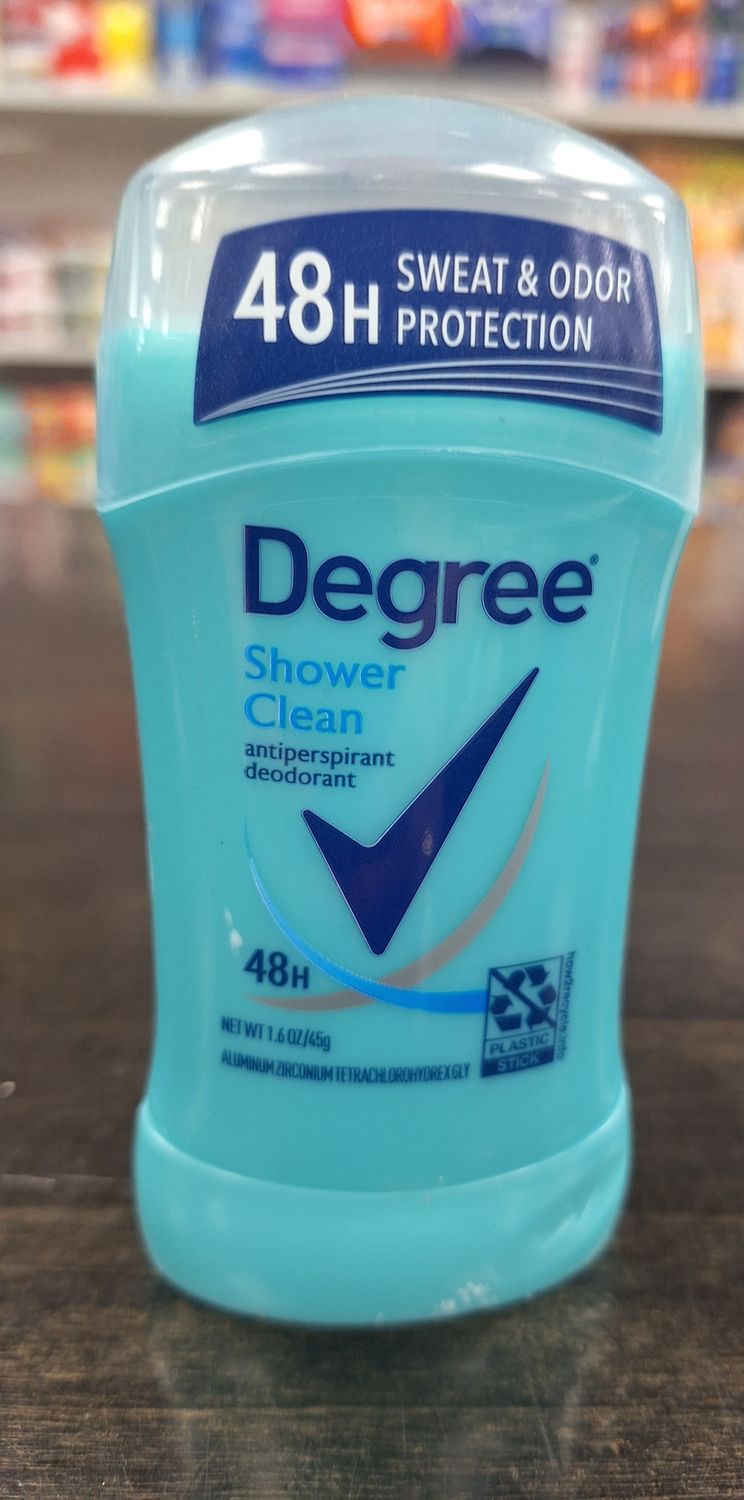 48H SWEAT & ODOR
PROTECTION
Degree®
Shower
Clean
antiperspirant
deodorant
48H
NET WT 1.6 OZ/45g
ALUMINUM ZIRCONIUM TETRACHLOROHYDREX GLY
PLASTIC
STICK
how2recycle.info